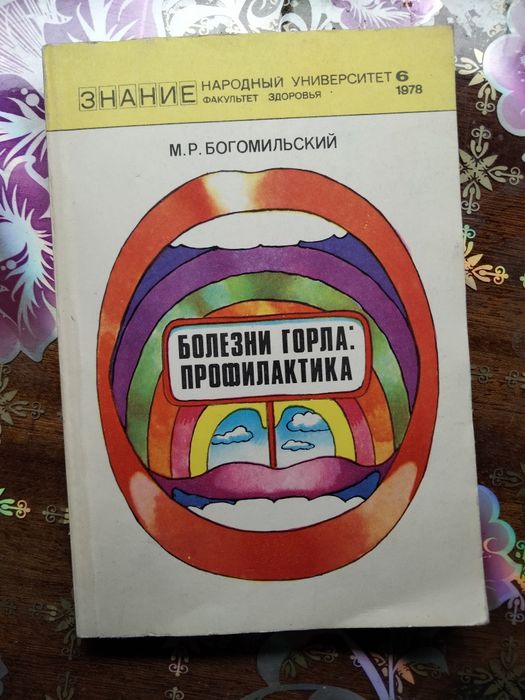 ЗНАНИЕ НАРОДНЫЙ УНИВЕРСИТЕТ 6
ФАКУЛЬТЕТ ЗДОРОВЬЯ 1978
М.Р. БОГОМИЛЬСКИЙ
БОЛЕЗНИ ГОРЛА:
ПРОФИЛАКТИКА